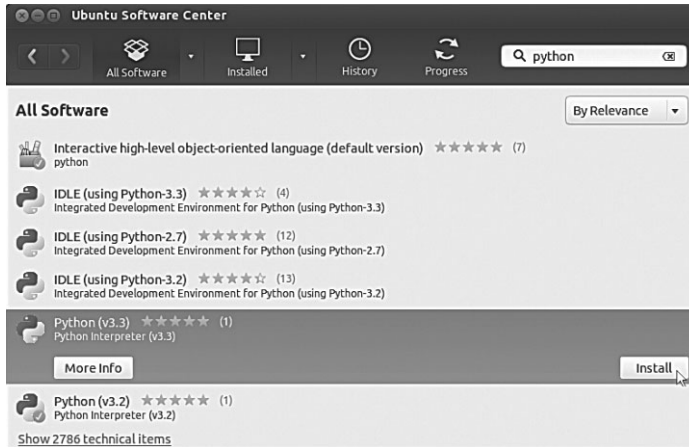 Ubuntu Software Center
All Software
Installed
History
Progress
python
All Software
By Relevance
Interactive high-level object-oriented language (default version) (7)
python
IDLE (using Python-3.3) (4)
Integrated Development Environment for Python (using Python-3.3)
IDLE (using Python-2.7) (12)
Integrated Development Environment for Python (using Python-2.7)
IDLE (using Python-3.2) (13)
Integrated Development Environment for Python (using Python-3.2)
Python (v3.3) (1)
Python Interpreter (v3.3)
More Info
Install
Python (v3.2) (1)
Python Interpreter (v3.2)
Show 2786 technical items